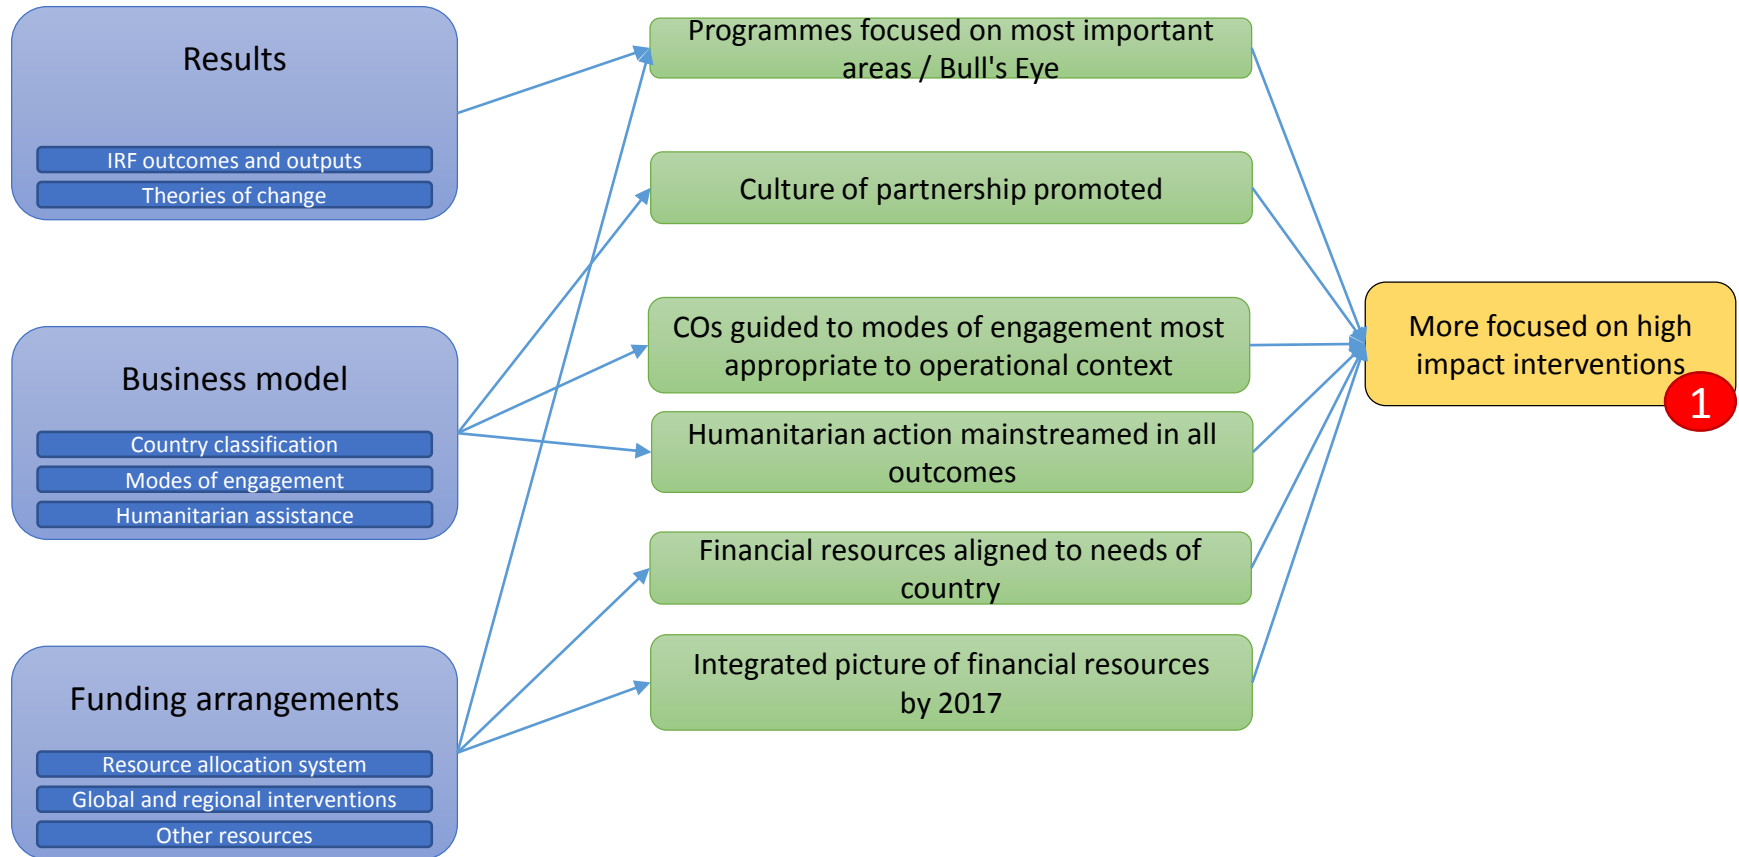 Results
IRF outcomes and outputs
Theories of change
Business model
Country classification
Modes of engagement
Humanitarian assistance
Funding arrangements
Resource allocation system
Global and regional interventions
Other resources
Programmes focused on most important
areas / Bull's Eye
Culture of partnership promoted
COs guided to modes of engagement most
appropriate to operational context
Humanitarian action mainstreamed in all
outcomes
Financial resources aligned to needs of
country
Integrated picture of financial resources
by 2017
More focused on high
impact interventions
1